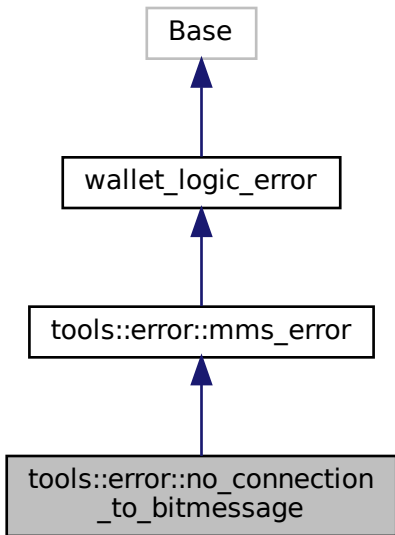 Base
wallet_logic_error
tools::error::mms_error
tools::error::no_connection
_to_bitmessage